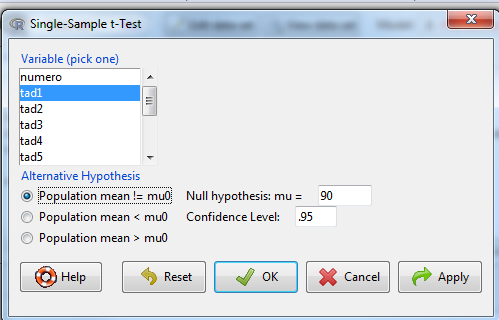 Single-Sample t-Test
Variable (pick one)
numero
tad1
tad2
tad3
tad4
tad5
Alternative Hypothesis
Population mean != mu0 Null hypothesis: mu = 90
Population mean < mu0 Confidence Level: .95
Population mean > mu0
Help Reset OK Cancel Apply